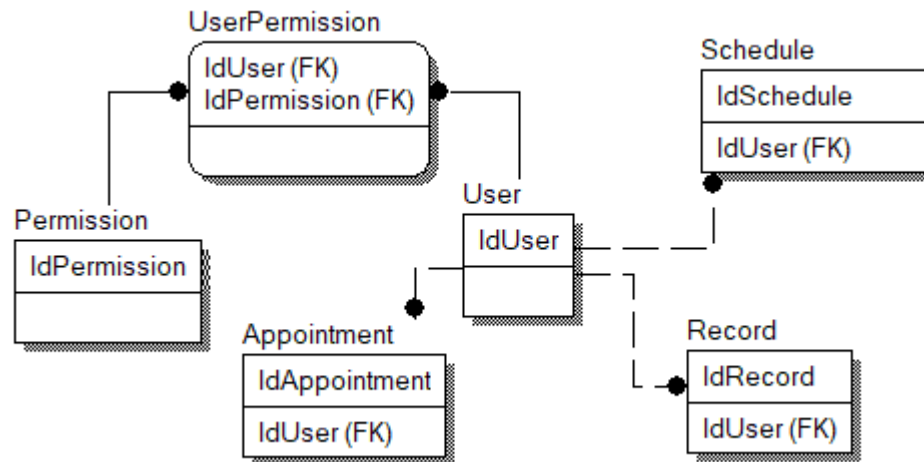 UserPermission
IdUser (FK)
IdPermission (FK)
Schedule
IdSchedule
IdUser (FK)
User
IdUser
Permission
IdPermission
Appointment
IdAppointment
IdUser (FK)
Record
IdRecord
IdUser (FK)